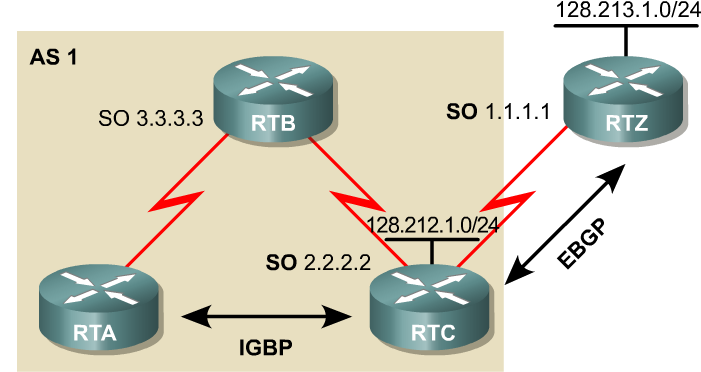 128.213.1.0/24
AS 1
SO 3.3.3.3
RTB
SO 1.1.1.1
RTZ
128.212.1.0/24
EBGP
SO 2.2.2.2
RTA
RTC
IGBP